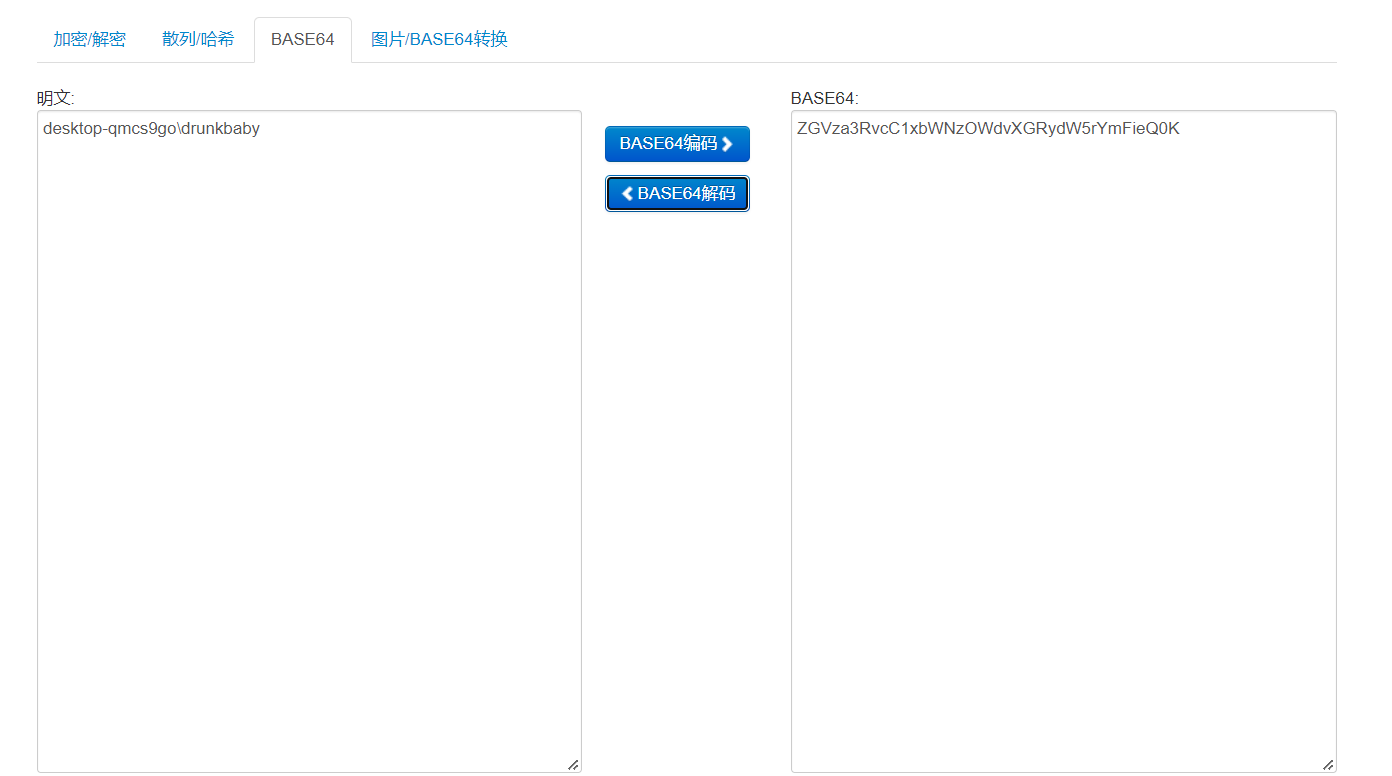 加密/解密 散列/哈希 BASE64 图片/BASE64转换
明文:
desktop-qmcs9go\drunkbaby
BASE64编码
BASE64解码
BASE64:
ZGVza3RvcC1xbWNzOWdvXGRydW5rYmFieQ0K